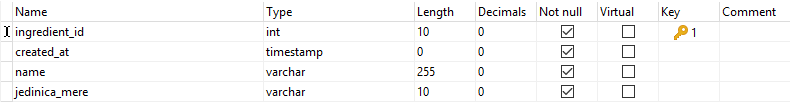 Name Type Length Decimals Not null Virtual Key Comment
ingredient_id int 10 0 1
created_at timestamp 0 0
name varchar 255 0
jedinica_mere varchar 10 0